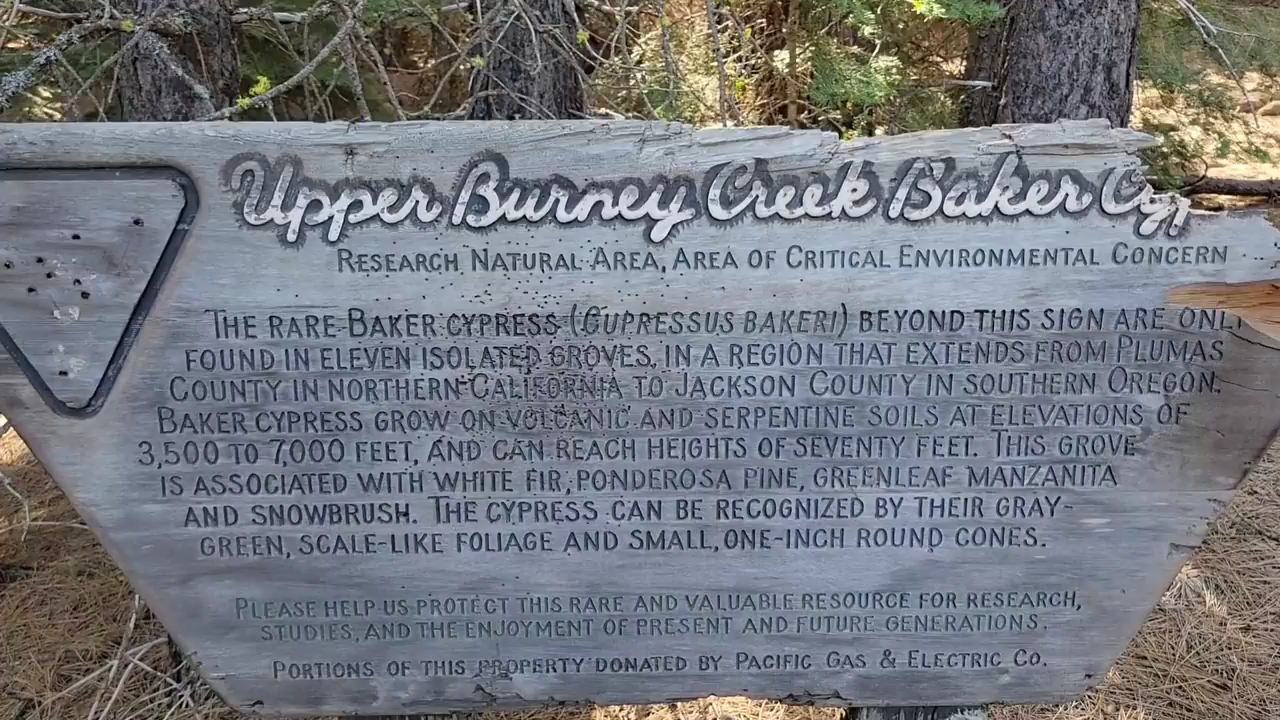 Upper Burney Creek Baker Cyp
RESEARCH NATURAL AREA, AREA OF CRITICAL ENVIRONMENTAL CONCERN
THE RARE BAKER CYPRESS (CUPRESSUS BAKERI) BEYOND THIS SIGN ARE ONLY
FOUND IN ELEVEN ISOLATED GROVES, IN A REGION THAT EXTENDS FROM PLUMAS
COUNTY IN NORTHERN CALIFORNIA TO JACKSON COUNTY IN SOUTHERN OREGON.
BAKER CYPRESS GROW ON VOLCANIC AND SERPENTINE SOILS AT ELEVATIONS OF
3,500 TO 7,000 FEET, AND CAN REACH HEIGHTS OF SEVENTY FEET. THIS GROVE
IS ASSOCIATED WITH WHITE FIR, PONDEROSA PINE, GREENLEAF MANZANITA
AND SNOWBRUSH. THE CYPRESS CAN BE RECOGNIZED BY THEIR GRAY-
GREEN, SCALE-LIKE FOLIAGE AND SMALL, ONE-INCH ROUND CONES.
PLEASE HELP US PROTECT THIS RARE AND VALUABLE RESOURCE FOR RESEARCH,
STUDIES, AND THE ENJOYMENT OF PRESENT AND FUTURE GENERATIONS.
PORTIONS OF THIS PROPERTY DONATED BY PACIFIC GAS & ELECTRIC CO.